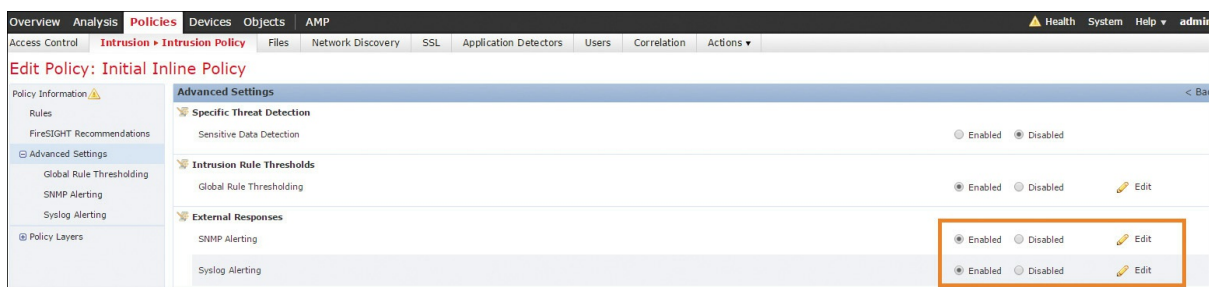 Overview Analysis Policies Devices Objects AMP Health System Help ▾
Access Control Intrusion ▸ Intrusion Policy Files Network Discovery SSL Application Detectors Users Correlation Actions ▾
Edit Policy: Initial Inline Policy
Policy Information
Rules
FireSIGHT Recommendations
Advanced Settings
Global Rule Thresholding
SNMP Alerting
Syslog Alerting
Policy Layers
Advanced Settings <
Specific Threat Detection
Sensitive Data Detection Enabled Disabled
Intrusion Rule Thresholds
Global Rule Thresholding Enabled Disabled Edit
External Responses
SNMP Alerting Enabled Disabled Edit
Syslog Alerting Enabled Disabled Edit